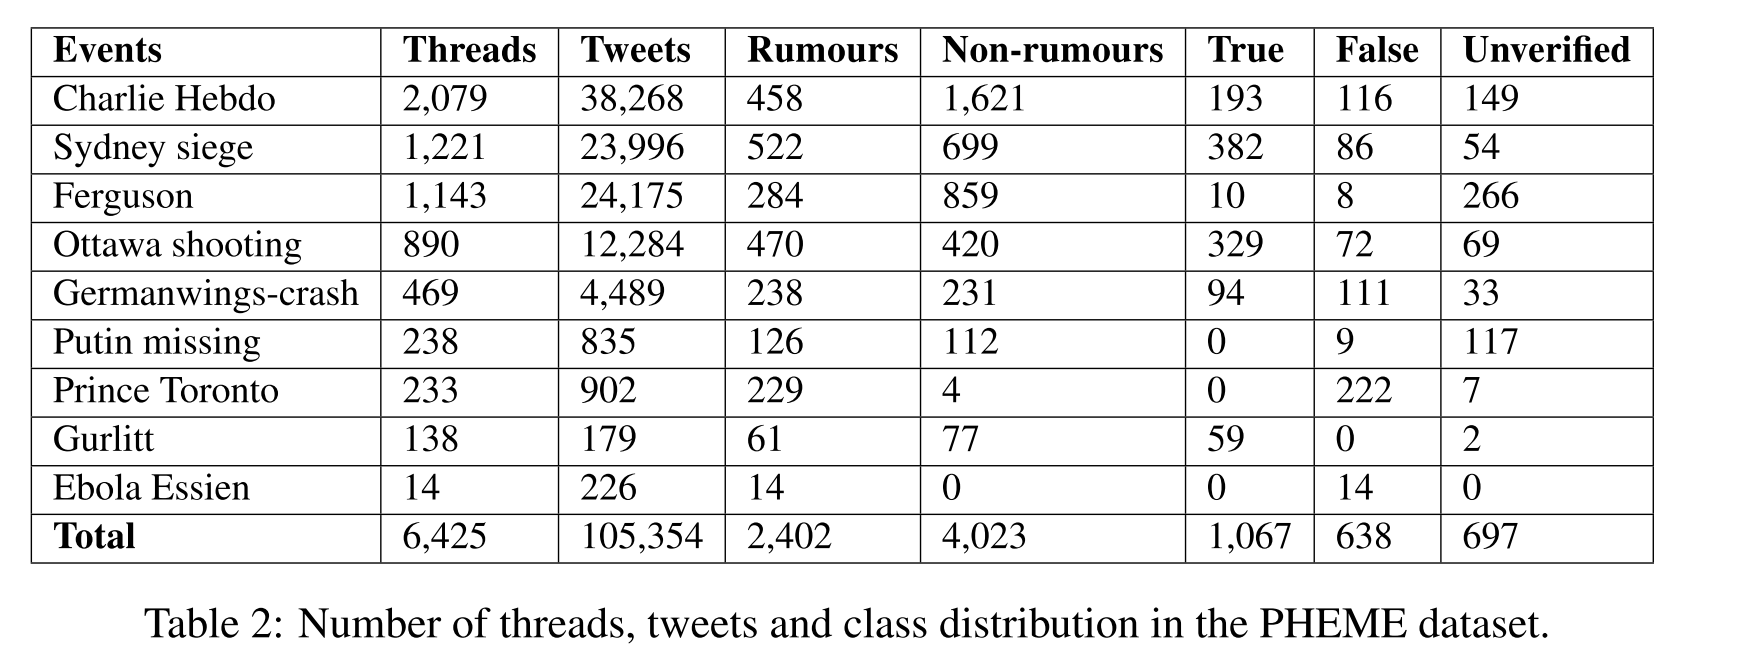 Events Threads Tweets Rumours Non-rumours True False Unverified
Charlie Hebdo 2,079 38,268 458 1,621 193 116 149
Sydney siege 1,221 23,996 522 699 382 86 54
Ferguson 1,143 24,175 284 859 10 8 266
Ottawa shooting 890 12,284 470 420 329 72 69
Germanwings-crash 469 4,489 238 231 94 111 33
Putin missing 238 835 126 112 0 9 117
Prince Toronto 233 902 229 4 0 222 7
Gurlitt 138 179 61 77 59 0 2
Ebola Essien 14 226 14 0 0 14 0
Total 6,425 105,354 2,402 4,023 1,067 638 697
Table 2: Number of threads, tweets and class distribution in the PHEME dataset.